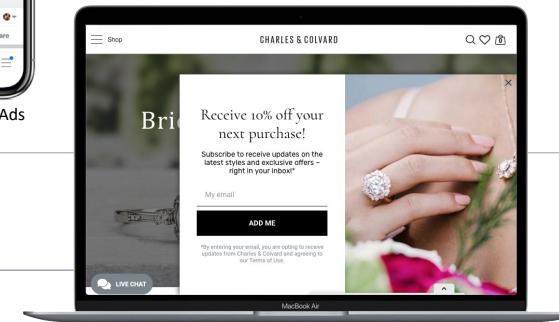 are
Ads
Shop
CHARLES & COLVARD
0
Bri
Receive 10% off your
next purchase!
Subscribe to receive updates on the
latest styles and exclusive offers –
right in your inbox!*
My email
ADD ME
*By entering your email, you are opting to receive
updates from Charles & Colvard and agreeing to
our Terms of Use.
LIVE CHAT
MacBook Air